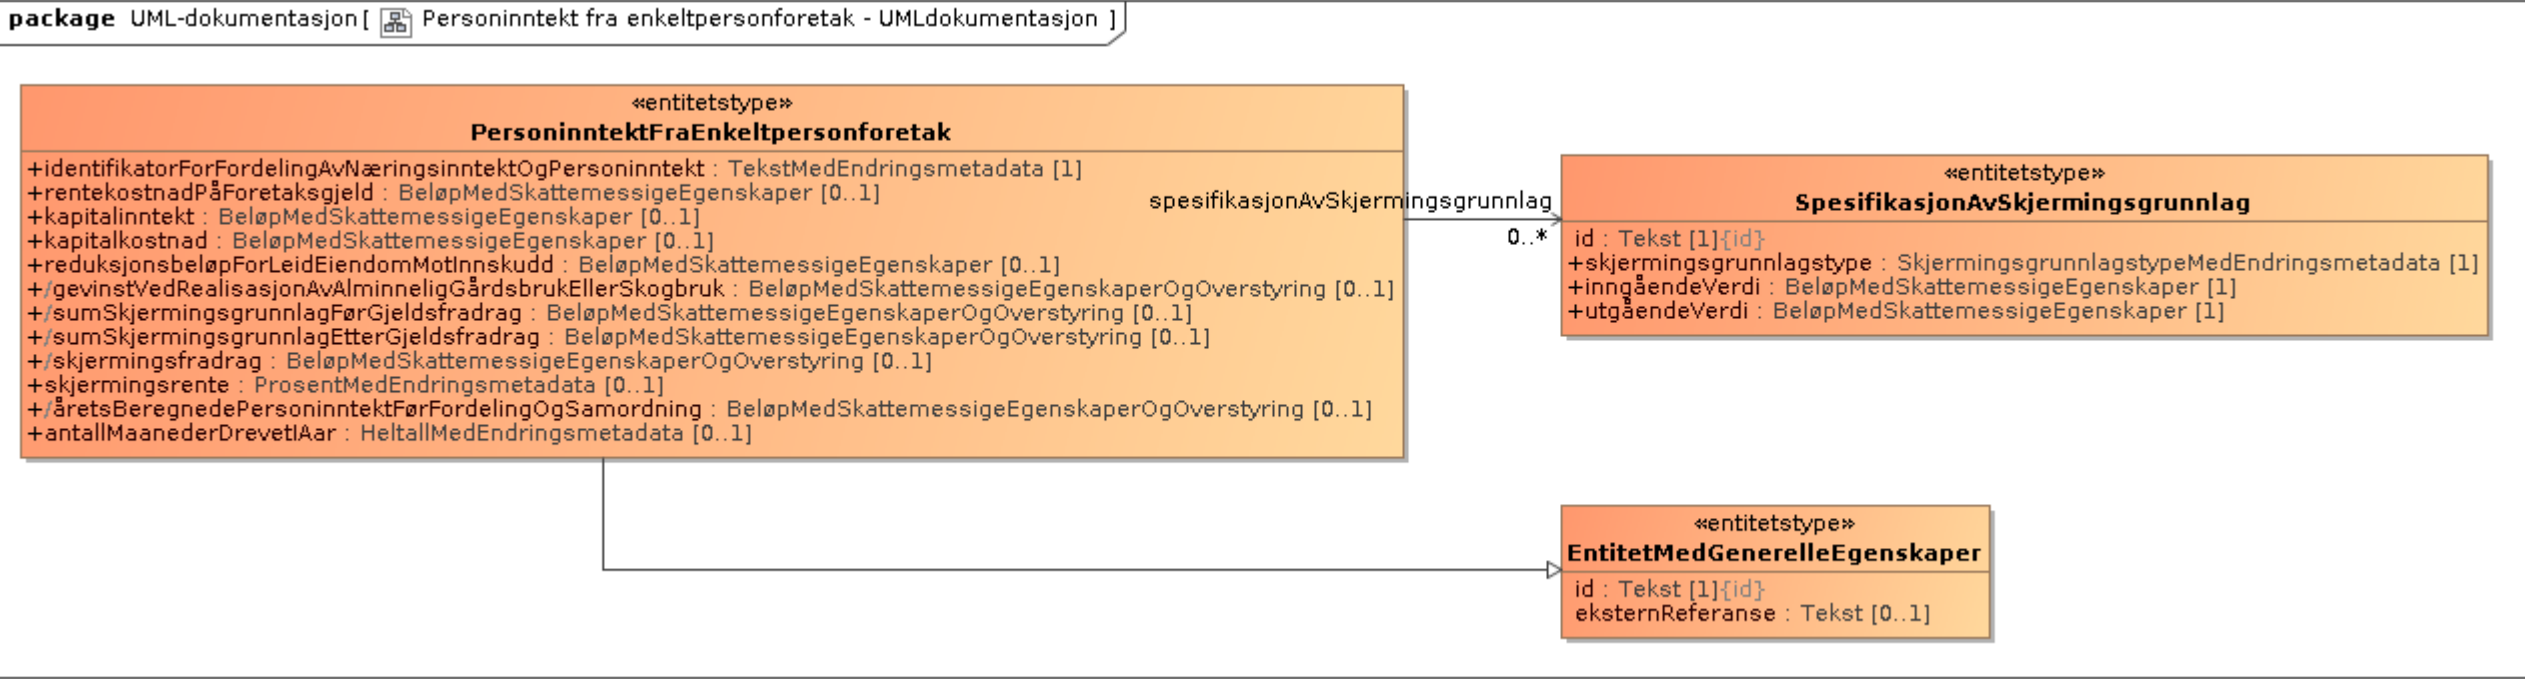 package UML-dokumentasjon [ Personinntekt fra enkeltpersonforetak - UMLdokumentasjon ]
«entitetstype»
PersoninntektFraEnkeltpersonforetak
+identifikatorForFordelingAvNæringsinntektOgPersoninntekt : TekstMedEndringsmetadata [1]
+rentekostnadPåForetaksgjeld : BeløpMedSkattemessigeEgenskaper [0..1]
+kapitalinntekt : BeløpMedSkattemessigeEgenskaper [0..1]
+kapitalkostnad : BeløpMedSkattemessigeEgenskaper [0..1]
+reduksjonsbeløpForLeidEiendomMotInnskudd : BeløpMedSkattemessigeEgenskaper [0..1]
+/gevinstVedRealisasjonAvAlminneligGårdsbrukEllerSkogbruk : BeløpMedSkattemessigeEgenskaperOgOverstyring [0..1]
+/sumSkjermingsgrunnlagFørGjeldsfradrag : BeløpMedSkattemessigeEgenskaperOgOverstyring [0..1]
+/sumSkjermingsgrunnlagEtterGjeldsfradrag : BeløpMedSkattemessigeEgenskaperOgOverstyring [0..1]
+/skjermingsfradrag : BeløpMedSkattemessigeEgenskaperOgOverstyring [0..1]
+skjermingsrente : ProsentMedEndringsmetadata [0..1]
+/åretsBeregnedePersoninntektFørFordelingOgSamordning : BeløpMedSkattemessigeEgenskaperOgOverstyring [0..1]
+antallMaanederDrevetIAar : HeltallMedEndringsmetadata [0..1]
spesifikasjonAvSkjermingsgrunnlag
0..*
«entitetstype»
SpesifikasjonAvSkjermingsgrunnlag
id : Tekst [1]{id}
+skjermingsgrunnlagstype : SkjermingsgrunnlagstypeMedEndringsmetadata [1]
+inngåendeVerdi : BeløpMedSkattemessigeEgenskaper [1]
+utgåendeVerdi : BeløpMedSkattemessigeEgenskaper [1]
«entitetstype»
EntitetMedGenerelleEgenskaper
id : Tekst [1]{id}
eksternReferanse : Tekst [0..1]